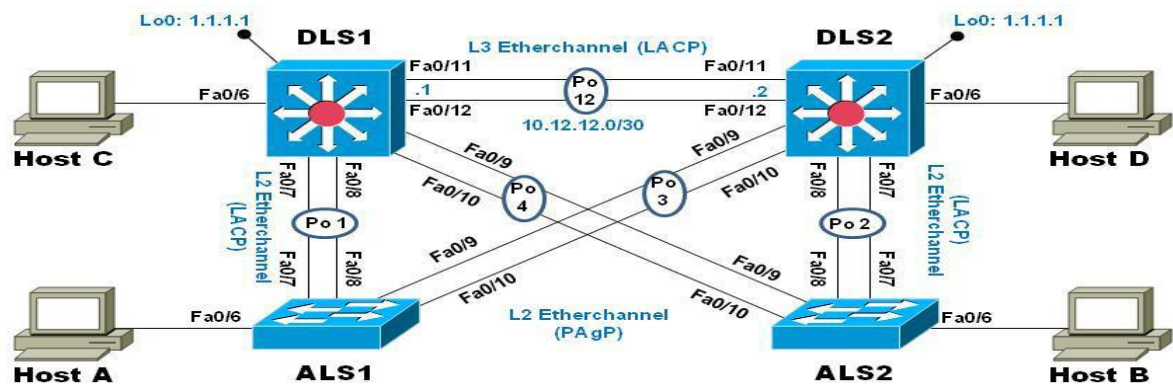 Lo0: 1.1.1.1
Lo0: 1.1.1.1
DLS1
L3 Etherchannel (LACP)
DLS2
Fa0/11
Fa0/11
Fa0/6
.1
Po
12
.2
Fa0/6
Fa0/12
Fa0/12
10.12.12.0/30
Host C
Host D
Fa0/9
Fa0/9
Fa0/10
Fa0/10
Fa0/7
Fa0/8
Po
4
Po
3
Fa0/8
Fa0/7
L2 Etherchannel
(LACP)
Po 1
Po 2
L2 Etherchannel
(LACP)
Fa0/7
Fa0/8
Fa0/9
Fa0/10
Fa0/9
Fa0/10
Fa0/8
Fa0/7
Fa0/6
L2 Etherchannel
(PAgP)
Fa0/6
Host A
ALS1
ALS2
Host B